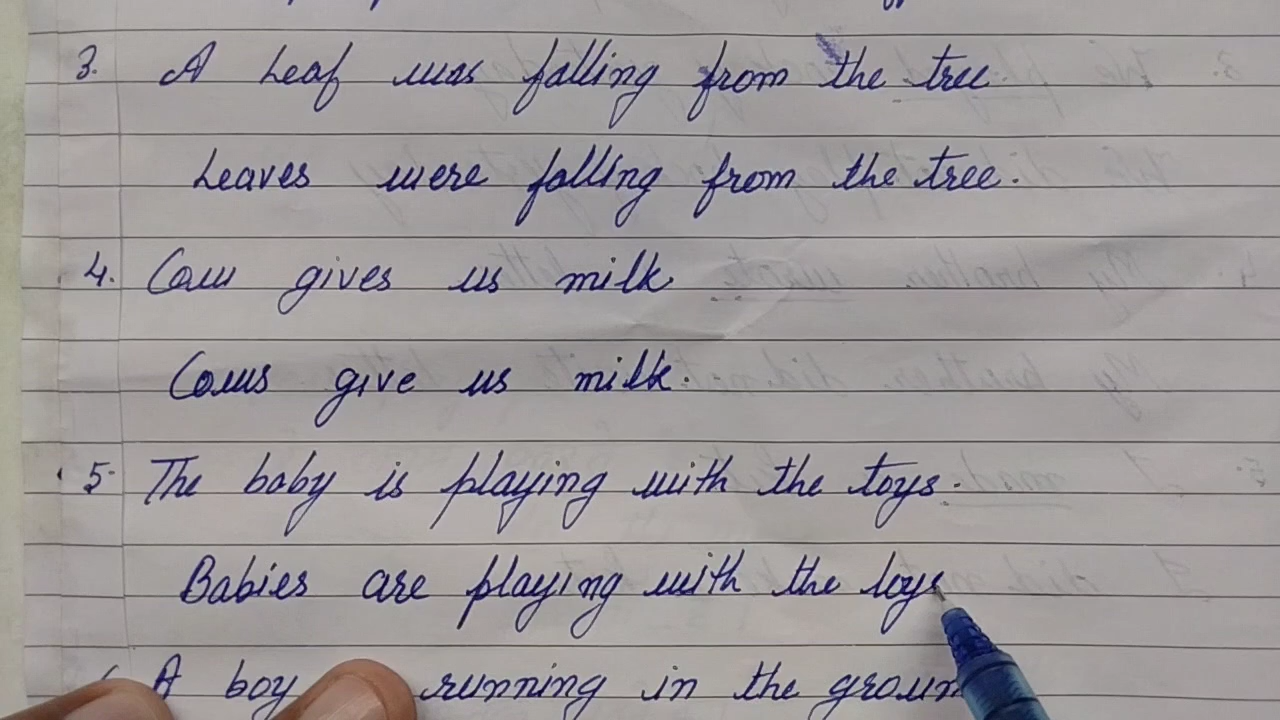 3. A Leaf was falling from the tree.
Leaves were falling from the tree.
4. Cow gives us milk
Cows give us milk.
5. The baby is playing with the toys.
Babies are playing with the toys
A boy running in the